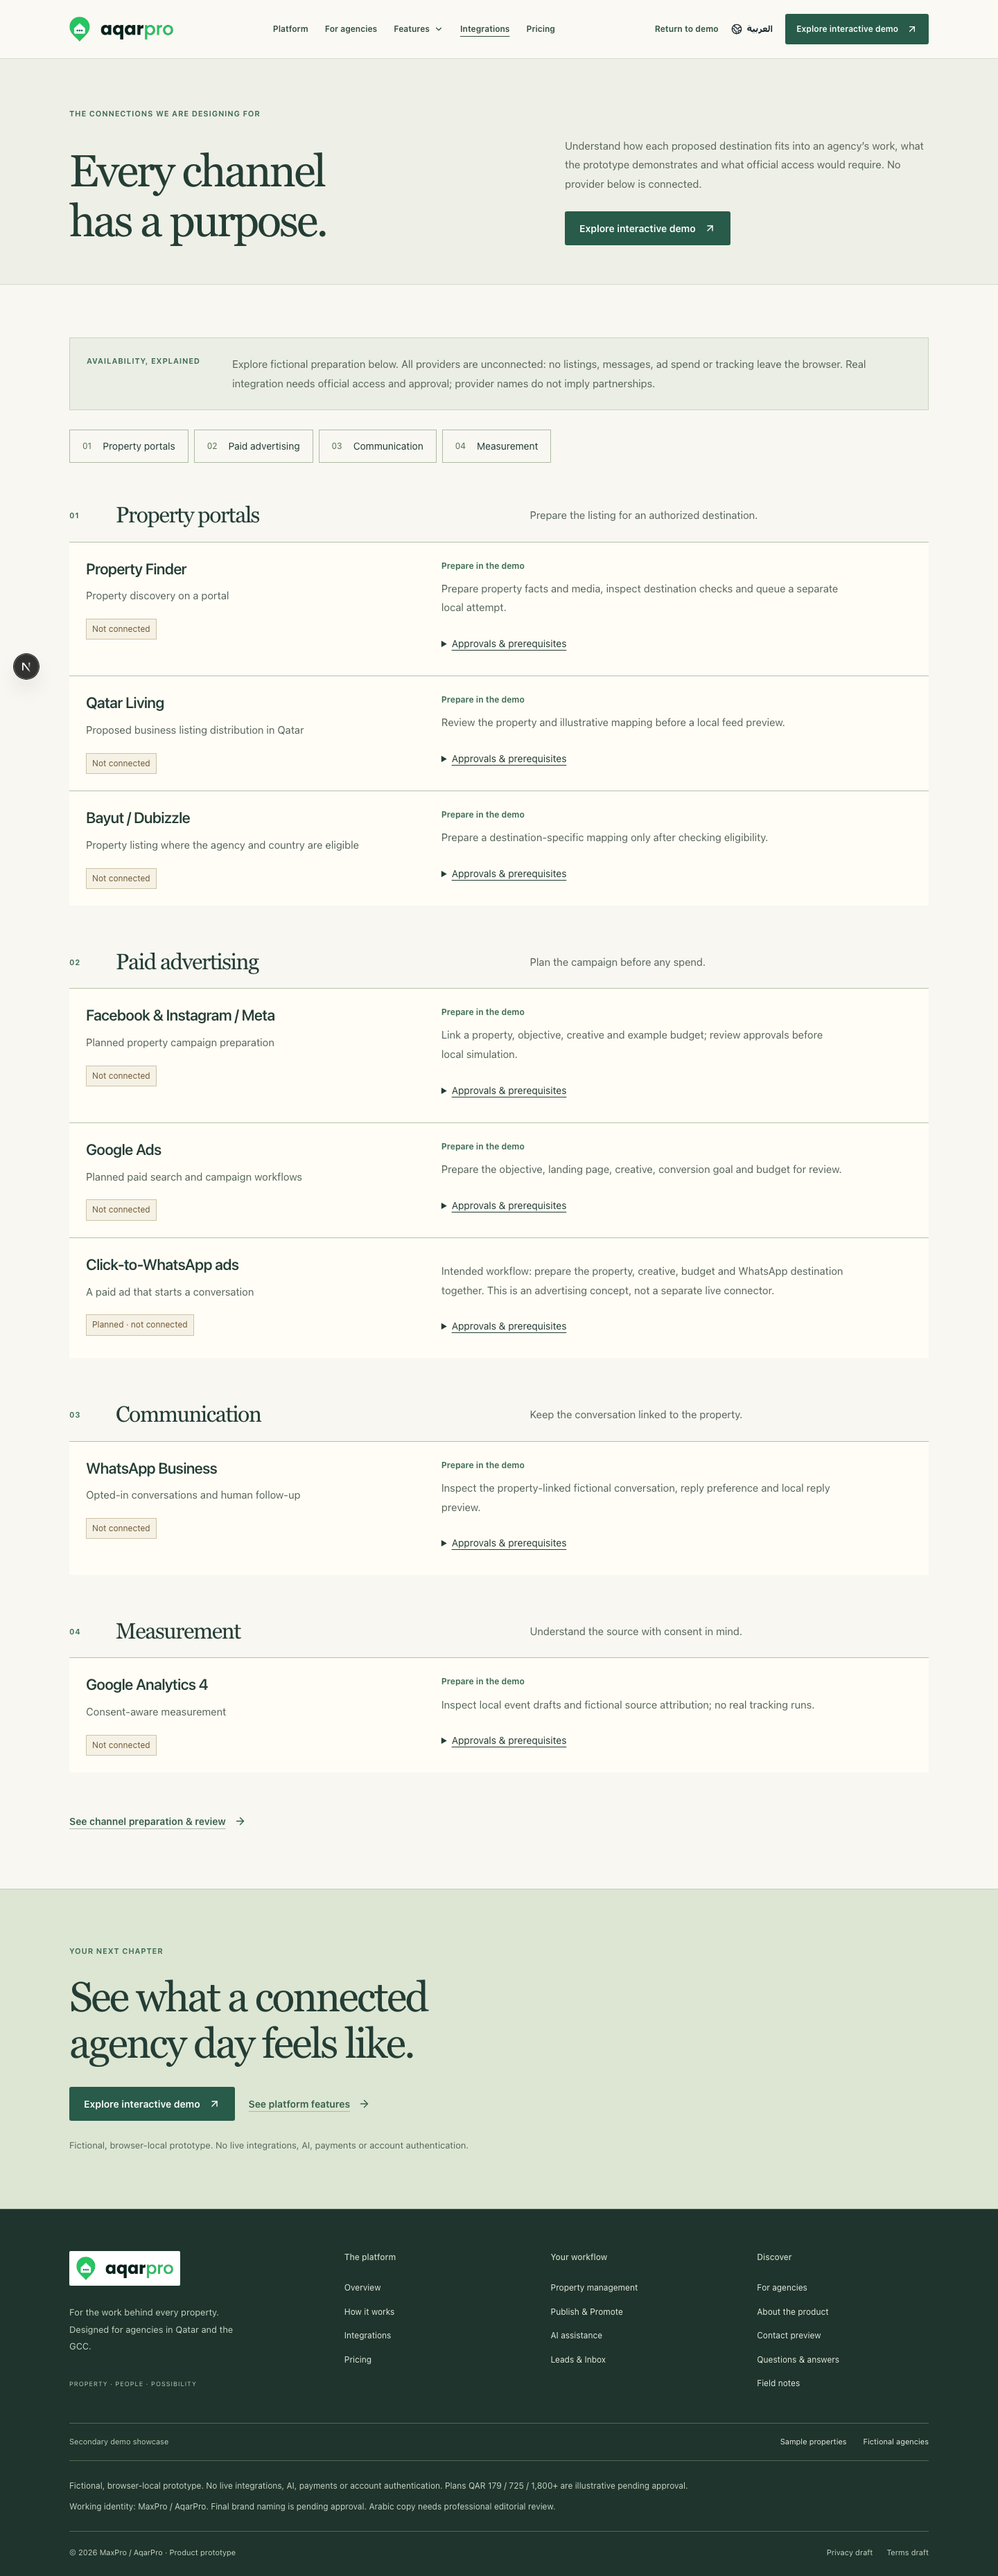 aqarpro
Platform
For agencies
Features
Integrations
Pricing
Return to demo
العربية
Explore interactive demo
THE CONNECTIONS WE ARE DESIGNING FOR
Every channel
has a purpose.
Understand how each proposed destination fits into an agency's work, what
the prototype demonstrates and what official access would require. No
provider below is connected.
Explore interactive demo
AVAILABILITY, EXPLAINED
Explore fictional preparation below. All providers are unconnected: no listings, messages, ad spend or tracking leave the browser. Real
integration needs official access and approval; provider names do not imply partnerships.
01 Property portals
02 Paid advertising
03 Communication
04 Measurement
01
Property portals
Prepare the listing for an authorized destination.
Property Finder
Property discovery on a portal
Not connected
Prepare in the demo
Prepare property facts and media, inspect destination checks and queue a separate
local attempt.
Approvals & prerequisites
Qatar Living
Proposed business listing distribution in Qatar
Not connected
Prepare in the demo
Review the property and illustrative mapping before a local feed preview.
Approvals & prerequisites
Bayut / Dubizzle
Property listing where the agency and country are eligible
Not connected
Prepare in the demo
Prepare a destination-specific mapping only after checking eligibility.
Approvals & prerequisites
N
02
Paid advertising
Plan the campaign before any spend.
Facebook & Instagram / Meta
Planned property campaign preparation
Not connected
Prepare in the demo
Link a property, objective, creative and example budget; review approvals before
local simulation.
Approvals & prerequisites
Google Ads
Planned paid search and campaign workflows
Not connected
Prepare in the demo
Prepare the objective, landing page, creative, conversion goal and budget for review.
Approvals & prerequisites
Click-to-WhatsApp ads
A paid ad that starts a conversation
Planned · not connected
Intended workflow: prepare the property, creative, budget and WhatsApp destination
together. This is an advertising concept, not a separate live connector.
Approvals & prerequisites
03
Communication
Keep the conversation linked to the property.
WhatsApp Business
Opted-in conversations and human follow-up
Not connected
Prepare in the demo
Inspect the property-linked fictional conversation, reply preference and local reply
preview.
Approvals & prerequisites
04
Measurement
Understand the source with consent in mind.
Google Analytics 4
Consent-aware measurement
Not connected
Prepare in the demo
Inspect local event drafts and fictional source attribution; no real tracking runs.
Approvals & prerequisites
See channel preparation & review
YOUR NEXT CHAPTER
See what a connected
agency day feels like.
Explore interactive demo
See platform features
Fictional, browser-local prototype. No live integrations, AI, payments or account authentication.
aqarpro
For the work behind every property.
Designed for agencies in Qatar and the
GCC.
PROPERTY · PEOPLE · POSSIBILITY
The platform
Overview
How it works
Integrations
Pricing
Your workflow
Property management
Publish & Promote
AI assistance
Leads & Inbox
Discover
For agencies
About the product
Contact preview
Questions & answers
Field notes
Secondary demo showcase
Sample properties
Fictional agencies
Fictional, browser-local prototype. No live integrations, AI, payments or account authentication. Plans QAR 179 / 725 / 1,800+ are illustrative pending approval.
Working identity: MaxPro / AqarPro. Final brand naming is pending approval. Arabic copy needs professional editorial review.
© 2026 MaxPro / AqarPro · Product prototype
Privacy draft
Terms draft